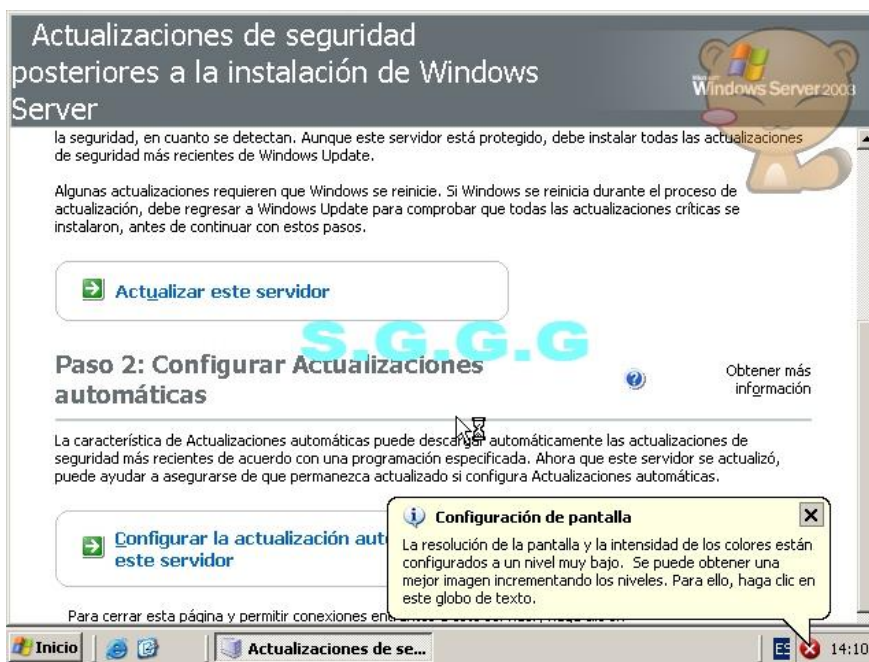 Actualizaciones de seguridad
posteriores a la instalación de Windows
Server
Microsoft
Windows Server 2003
la seguridad, en cuanto se detectan. Aunque este servidor está protegido, debe instalar todas las actualizaciones
de seguridad más recientes de Windows Update.
Algunas actualizaciones requieren que Windows se reinicie. Si Windows se reinicia durante el proceso de
actualización, debe regresar a Windows Update para comprobar que todas las actualizaciones críticas se
instalaron, antes de continuar con estos pasos.
Actualizar este servidor
S.G.G.G
Paso 2: Configurar Actualizaciones
automáticas
Obtener más
información
La característica de Actualizaciones automáticas puede descargar automáticamente las actualizaciones de
seguridad más recientes de acuerdo con una programación especificada. Ahora que este servidor se actualizó,
puede ayudar a asegurarse de que permanezca actualizado si configura Actualizaciones automáticas.
Configurar la actualización aut
este servidor
Configuración de pantalla
La resolución de la pantalla y la intensidad de los colores están
configurados a un nivel muy bajo. Se puede obtener una
mejor imagen incrementando los niveles. Para ello, haga clic en
este globo de texto.
Para cerrar esta página y permitir conexiones
Inicio
Actualizaciones de se...
ES
14:10